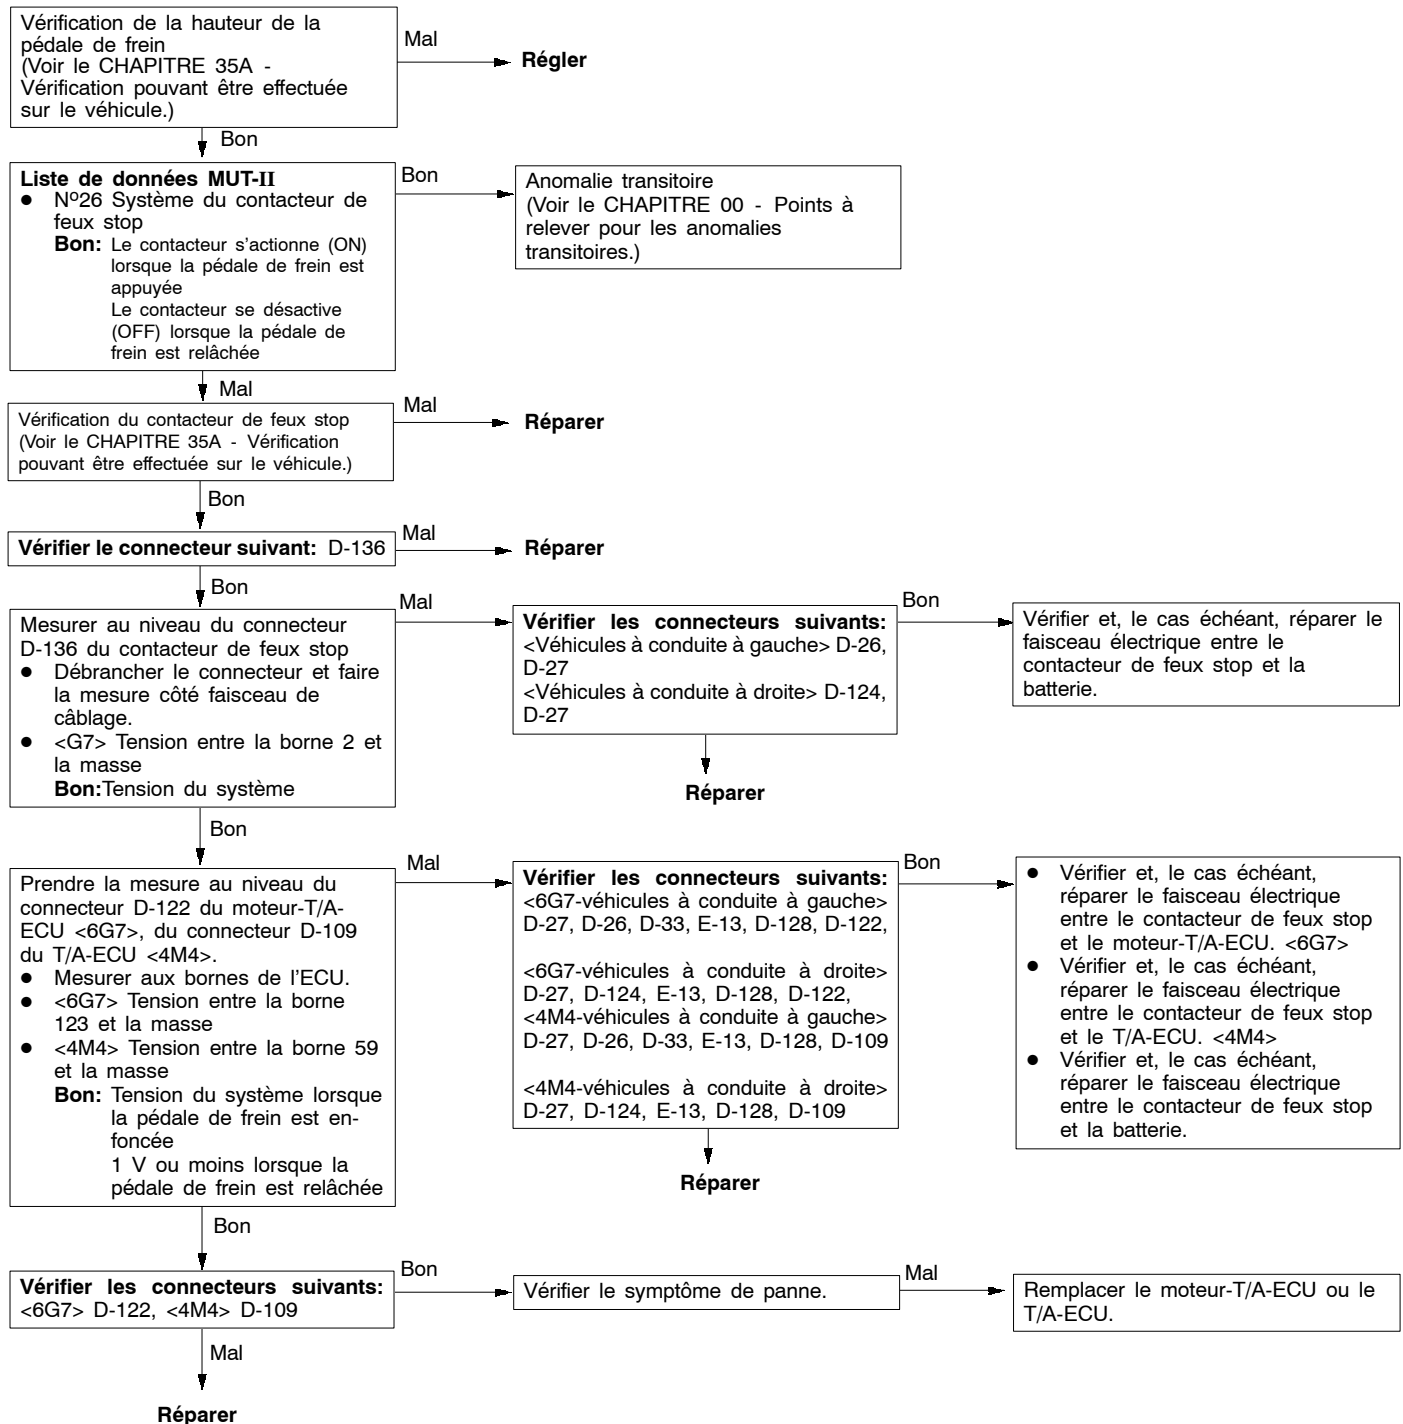 Vérification de la hauteur de la
pédale de frein
(Voir le CHAPITRE 35A -
Vérification pouvant être effectuée
sur le véhicule.)
Mal
Régler
Bon
Liste de données MUT-II
● Nº26 Système du contacteur de
feux stop
Bon: Le contacteur s'actionne (ON)
lorsque la pédale de frein est
appuyée
Le contacteur se désactive
(OFF) lorsque la pédale de
frein est relâchée
Bon
Anomalie transitoire
(Voir le CHAPITRE 00 - Points à
relever pour les anomalies
transitoires.)
Mal
Vérification du contacteur de feux stop
(Voir le CHAPITRE 35A - Vérification
pouvant être effectuée sur le véhicule.)
Mal
Réparer
Bon
Vérifier le connecteur suivant: D-136
Mal
Réparer
Bon
Mesurer au niveau du connecteur
D-136 du contacteur de feux stop
● Débrancher le connecteur et faire
la mesure côté faisceau de
câblage.
● <G7> Tension entre la borne 2 et
la masse
Bon:Tension du système
Mal
Vérifier les connecteurs suivants:
<Véhicules à conduite à gauche> D-26,
D-27
<Véhicules à conduite à droite> D-124,
D-27
Bon
Vérifier et, le cas échéant, réparer le
faisceau électrique entre le
contacteur de feux stop et la
batterie.
Réparer
Bon
Prendre la mesure au niveau du
connecteur D-122 du moteur-T/A-
ECU <6G7>, du connecteur D-109
du T/A-ECU <4M4>.
● Mesurer aux bornes de l'ECU.
● <6G7> Tension entre la borne
123 et la masse
● <4M4> Tension entre la borne 59
et la masse
Bon: Tension du système lorsque
la pédale de frein est en-
foncée
1 V ou moins lorsque la
pédale de frein est relâchée
Mal
Vérifier les connecteurs suivants:
<6G7-véhicules à conduite à gauche>
D-27, D-26, D-33, E-13, D-128, D-122,
<6G7-véhicules à conduite à droite>
D-27, D-124, E-13, D-128, D-122,
<4M4-véhicules à conduite à gauche>
D-27, D-26, D-33, E-13, D-128, D-109
<4M4-véhicules à conduite à droite>
D-27, D-124, E-13, D-128, D-109
Bon
● Vérifier et, le cas échéant,
réparer le faisceau électrique
entre le contacteur de feux stop
et le moteur-T/A-ECU. <6G7>
● Vérifier et, le cas échéant,
réparer le faisceau électrique
entre le contacteur de feux stop
et le T/A-ECU. <4M4>
● Vérifier et, le cas échéant,
réparer le faisceau électrique
entre le contacteur de feux stop
et la batterie.
Réparer
Bon
Vérifier les connecteurs suivants:
<6G7> D-122, <4M4> D-109
Bon
Vérifier le symptôme de panne.
Mal
Remplacer le moteur-T/A-ECU ou le
T/A-ECU.
Mal
Réparer